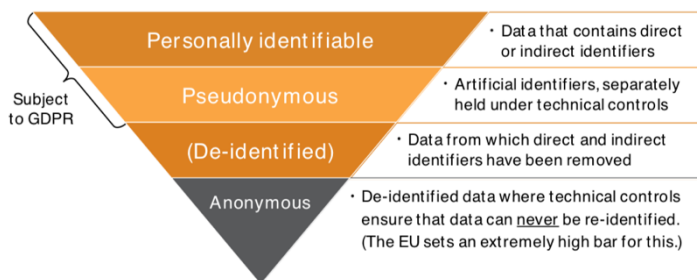 Personally identifiable
• Data that contains direct
or indirect identifiers
Subject
to GDPR
Pseudonymous
• Artificial identifiers, separately
held under technical controls
(De-identified)
• Data from which direct and indirect
identifiers have been removed
Anonymous
• De-identified data where technical controls
ensure that data can never be re-identified.
(The EU sets an extremely high bar for this.)